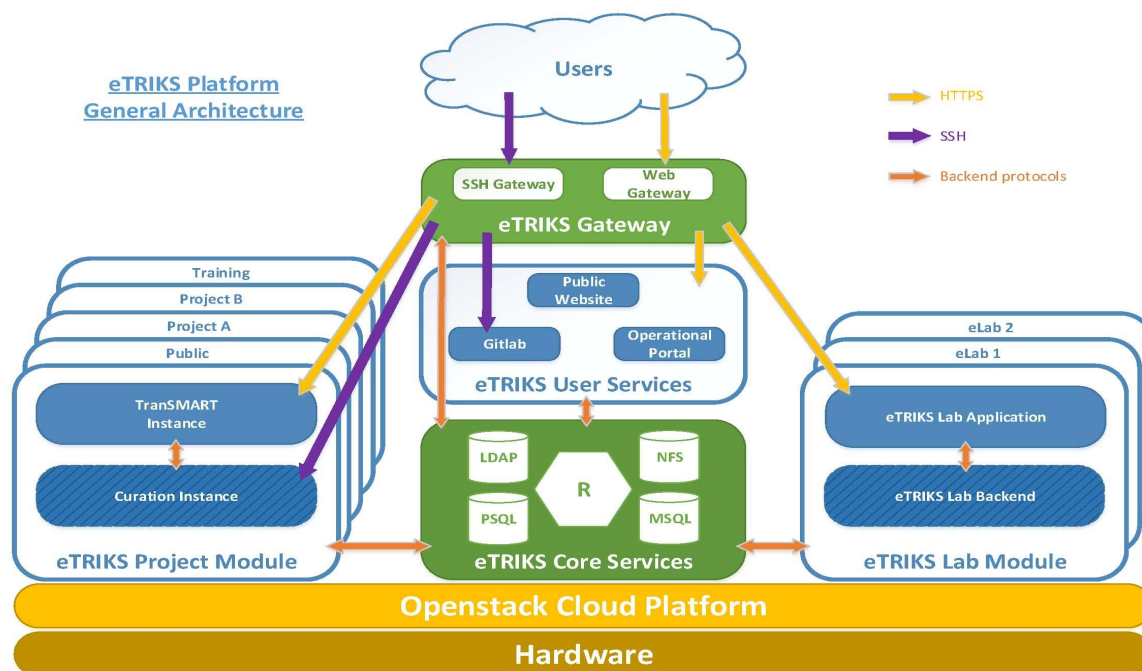 Users
eTRIKS Platform
General Architecture
HTTPS
SSH
Backend protocols
SSH Gateway
Web
Gateway
eTRIKS Gateway
Training
Project B
Project A
Public
TranSMART
Instance
Curation Instance
eTRIKS Project Module
Public
Website
Gitlab
Operational
Portal
eTRIKS User Services
LDAP
NFS
R
PSQL
MSQL
eTRIKS Core Services
eLab 2
eLab 1
eTRIKS Lab Application
eTRIKS Lab Backend
eTRIKS Lab Module
Openstack Cloud Platform
Hardware